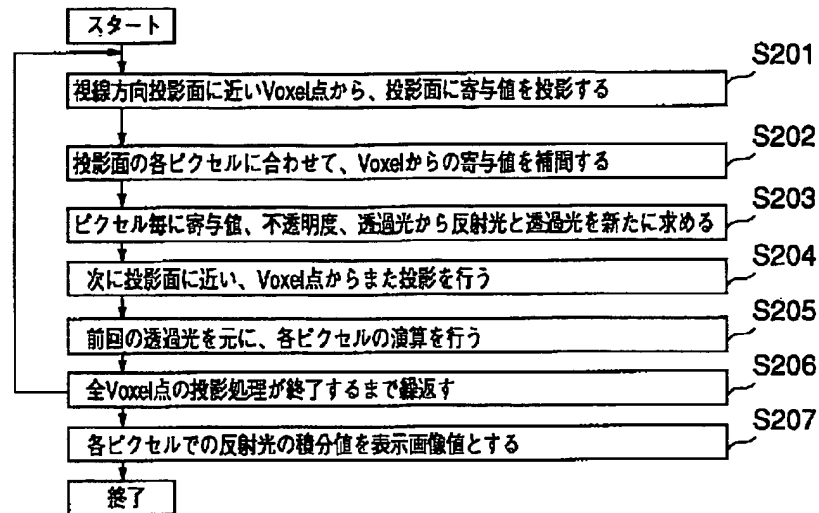 スタート
S201
視線方向投影面に近いVoxel点から、投影面に寄与値を投影する
S202
投影面の各ピクセルに合わせて、Voxelからの寄与値を補間する
S203
ピクセル毎に寄与値、不透明度、透過光から反射光と透過光を新たに求める
S204
次に投影面に近い、Voxel点からまた投影を行う
S205
前回の透過光を元に、各ピクセルの演算を行う
S206
全Voxel点の投影処理が終了するまで繰返す
S207
各ピクセルでの反射光の積分値を表示画像値とする
終了